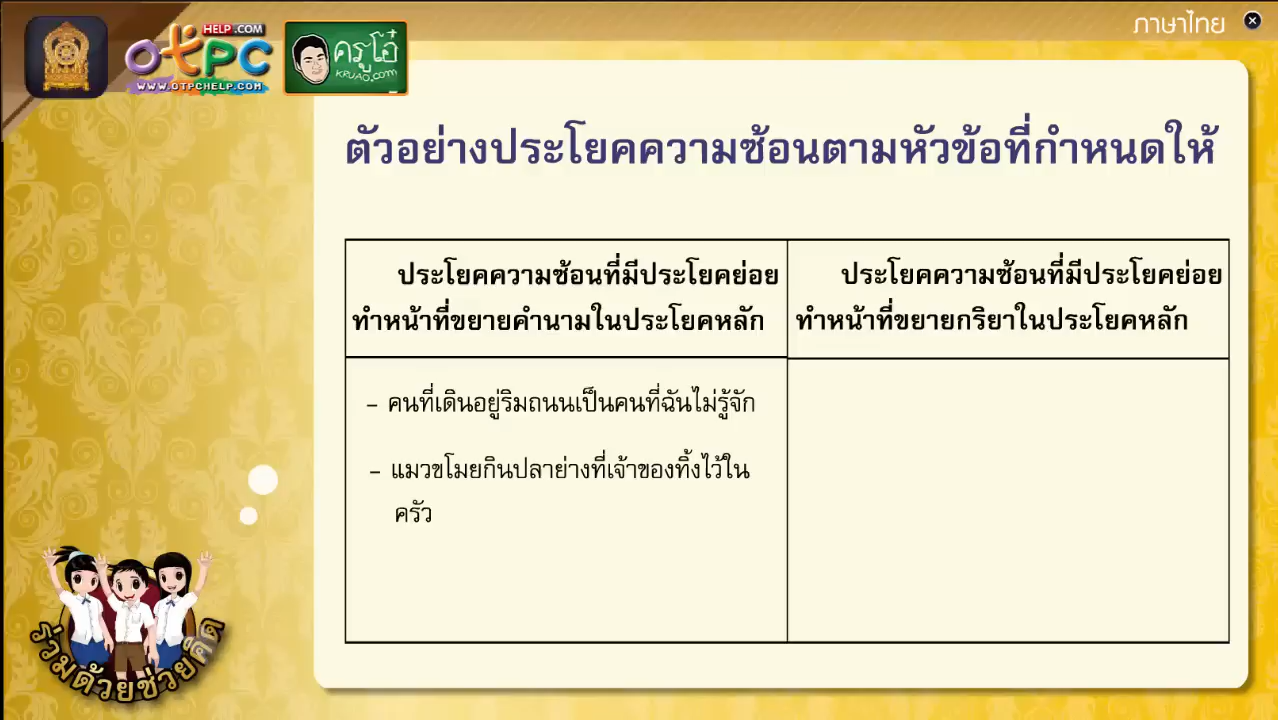 ภาษาไทย
HELP.COM
OTPC
WWW.OTPCHELP.COM
ครูโอ๋
KRUAO.COM
ตัวอย่างประโยคความซ้อนตามหัวข้อที่กำหนดให้
ประโยคความซ้อนที่มีประโยคย่อย
ทำหน้าที่ขยายคำนามในประโยคหลัก
ประโยคความซ้อนที่มีประโยคย่อย
ทำหน้าที่ขยายกริยาในประโยคหลัก
– คนที่เดินอยู่ริมถนนเป็นคนที่ฉันไม่รู้จัก
– แมวขโมยกินปลาย่างที่เจ้าของทิ้งไว้ใน
ครัว
ร่วมด้วยช่วยคิด